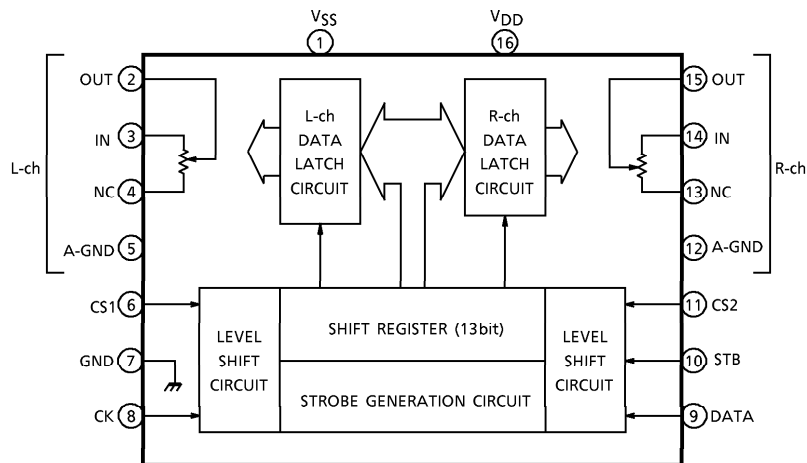 VSS
1
VDD
16
L-ch
OUT 2
IN 3
NC 4
A-GND 5
CS1 6
GND 7
CK 8
L-ch
DATA
LATCH
CIRCUIT
R-ch
DATA
LATCH
CIRCUIT
LEVEL
SHIFT
CIRCUIT
SHIFT REGISTER (13bit)
STROBE GENERATION CIRCUIT
LEVEL
SHIFT
CIRCUIT
15 OUT
14 IN
13 NC
12 A-GND
11 CS2
10 STB
9 DATA
R-ch